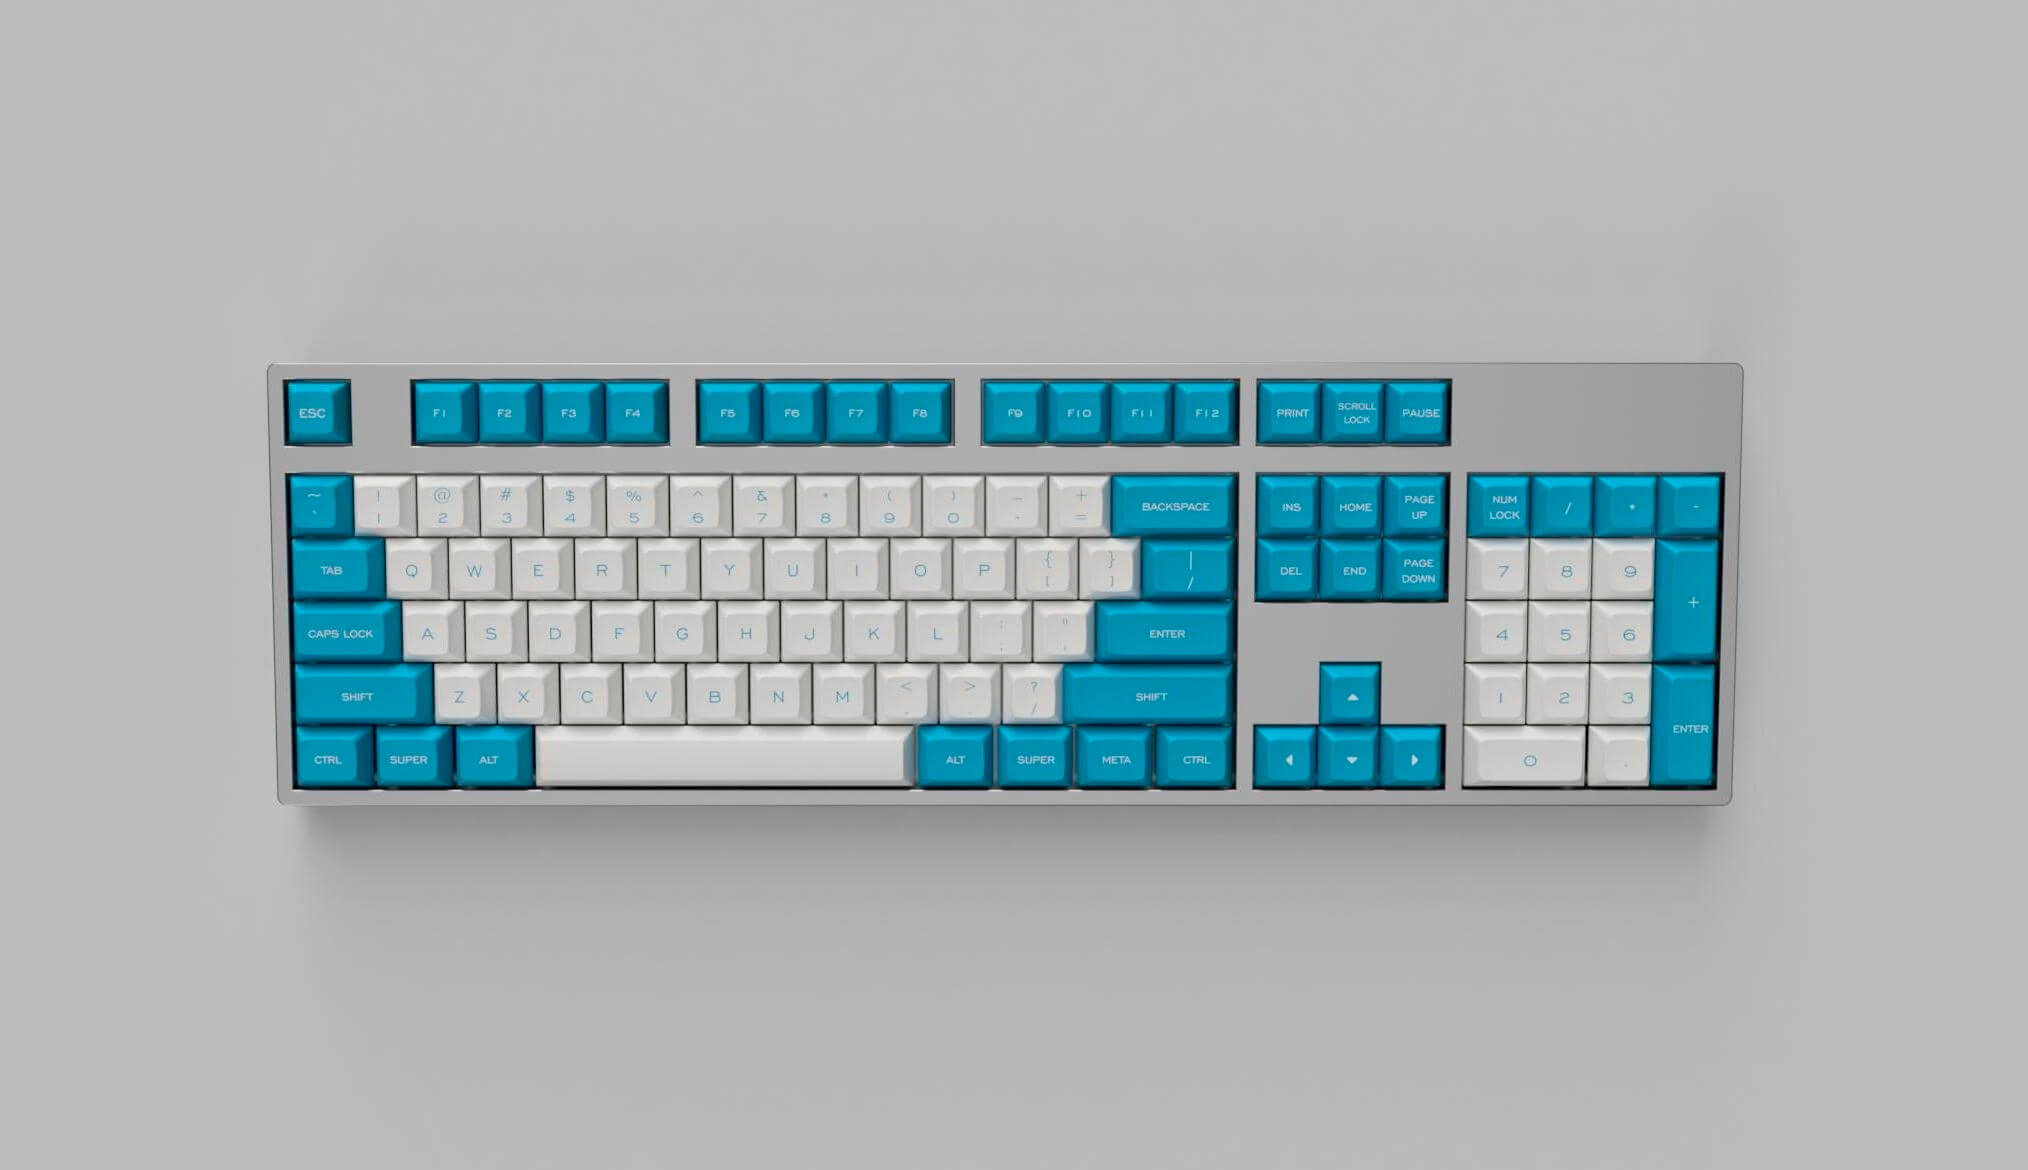 ESC F1 F2 F3 F4 F5 F6 F7 F8 F9 F10 F11 F12 PRINT SCROLL LOCK PAUSE
~ ! @ # $ % ^ & * ( ) _ +
` 1 2 3 4 5 6 7 8 9 0 - = BACKSPACE INS HOME PAGE UP NUM LOCK / * -
TAB Q W E R T Y U I O P { [ } ] | / DEL END PAGE DOWN 7 8 9 +
CAPS LOCK A S D F G H J K L : ; " ' ENTER 4 5 6
SHIFT Z X C V B N M < > ? / SHIFT ▲ 1 2 3 ENTER
CTRL SUPER ALT ALT SUPER META CTRL ◀ ▼ ▶ 0 .